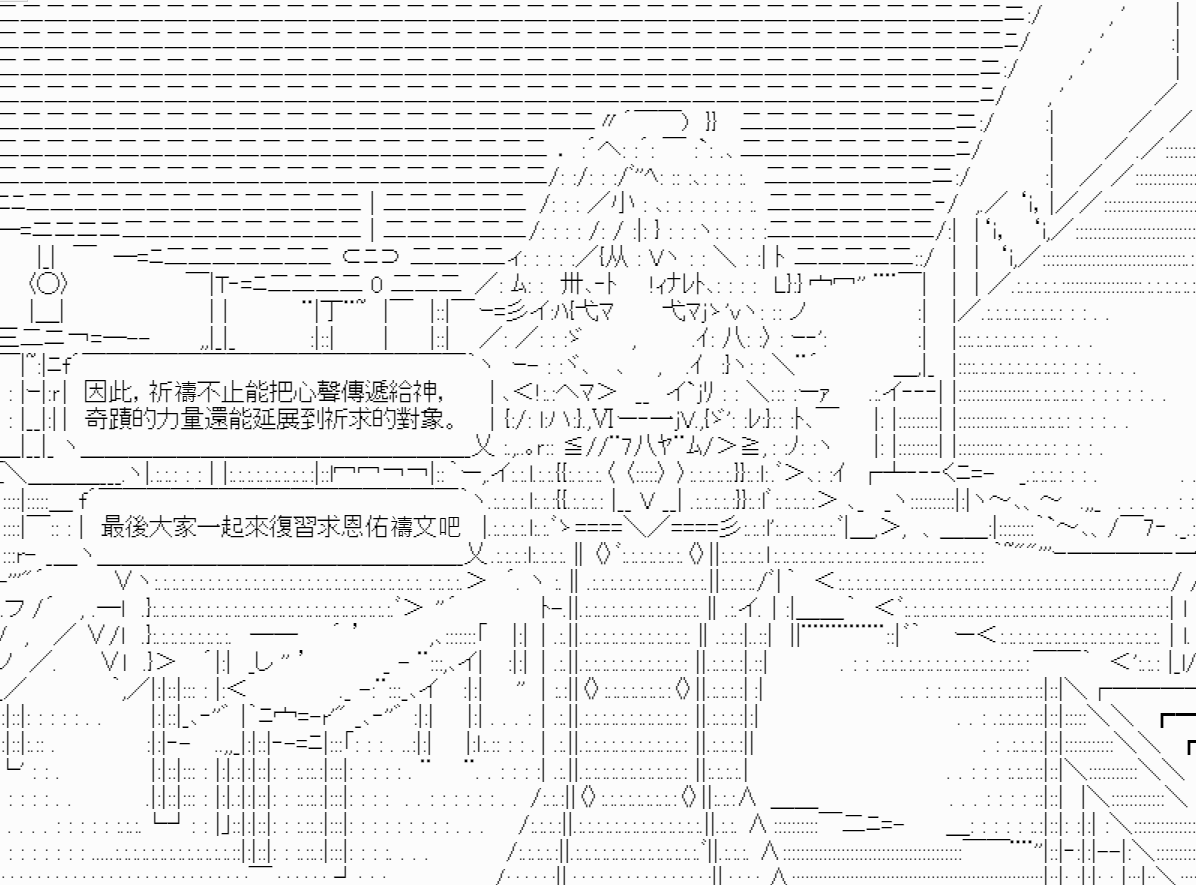 因此，祈禱不止能把心聲傳遞給神，
奇蹟的力量還能延展到祈求的對象。
最後大家一起來復習求恩佑禱文吧